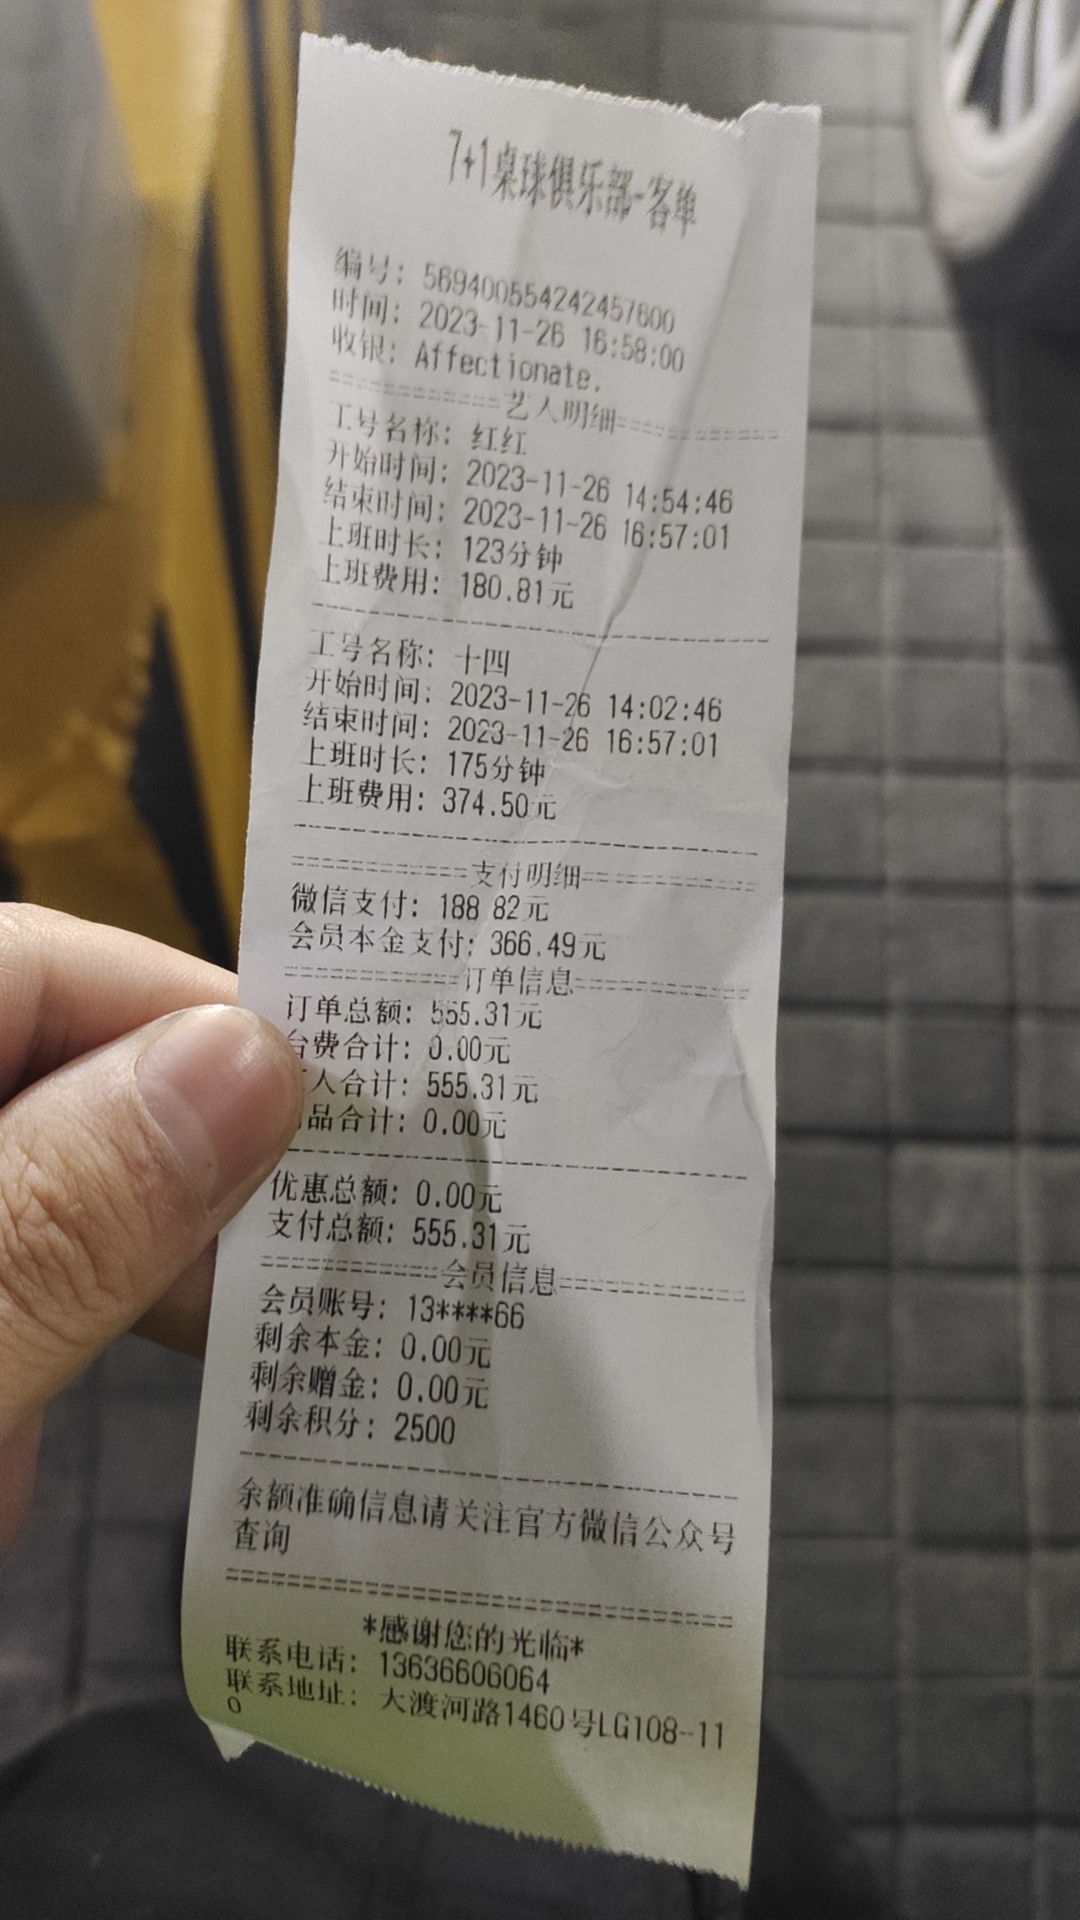 7+1桌球俱乐部-客单
编号: 569400554242457600
时间: 2023-11-26 16:58:00
收银: Affectionate.
==========艺人明细==========
工号名称: 红红
开始时间: 2023-11-26 14:54:46
结束时间: 2023-11-26 16:57:01
上班时长: 123分钟
上班费用: 180.81元
--------------------------------
工号名称: 十四
开始时间: 2023-11-26 14:02:46
结束时间: 2023-11-26 16:57:01
上班时长: 175分钟
上班费用: 374.50元
--------------------------------
==========支付明细==========
微信支付: 188 82元
会员本金支付: 366.49元
==========订单信息==========
订单总额: 555.31元
台费合计: 0.00元
人合计: 555.31元
品合计: 0.00元
--------------------------------
优惠总额: 0.00元
支付总额: 555.31元
==========会员信息==========
会员账号: 13****66
剩余本金: 0.00元
剩余赠金: 0.00元
剩余积分: 2500
--------------------------------
余额准确信息请关注官方微信公众号
查询
================================
*感谢您的光临*
联系电话: 13636606064
联系地址: 大渡河路1460号LG108--11
0